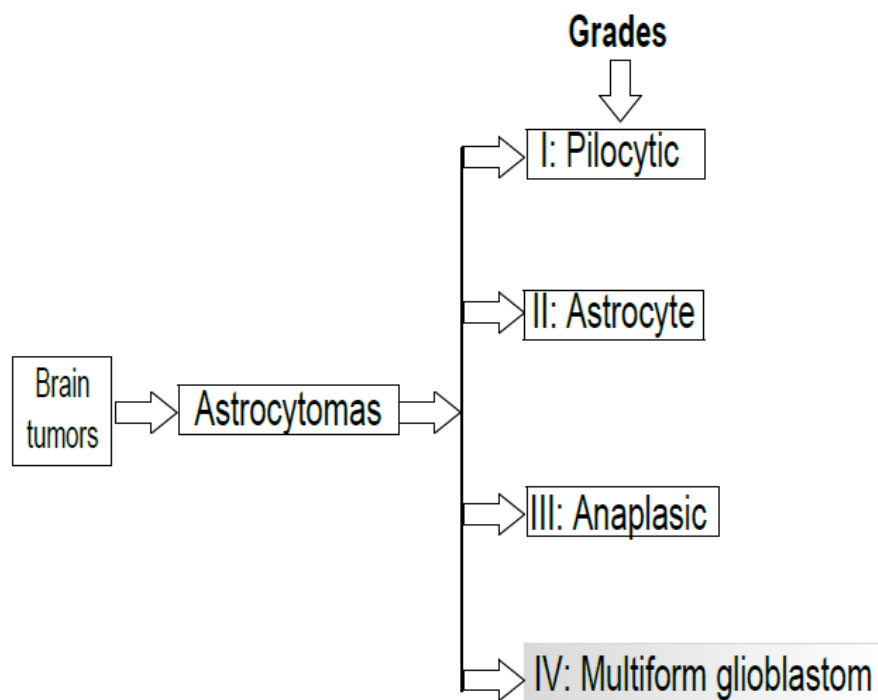 Grades
I: Pilocytic
II: Astrocyte
Brain
tumors
Astrocytomas
III: Anaplasic
IV: Multiform glioblastom